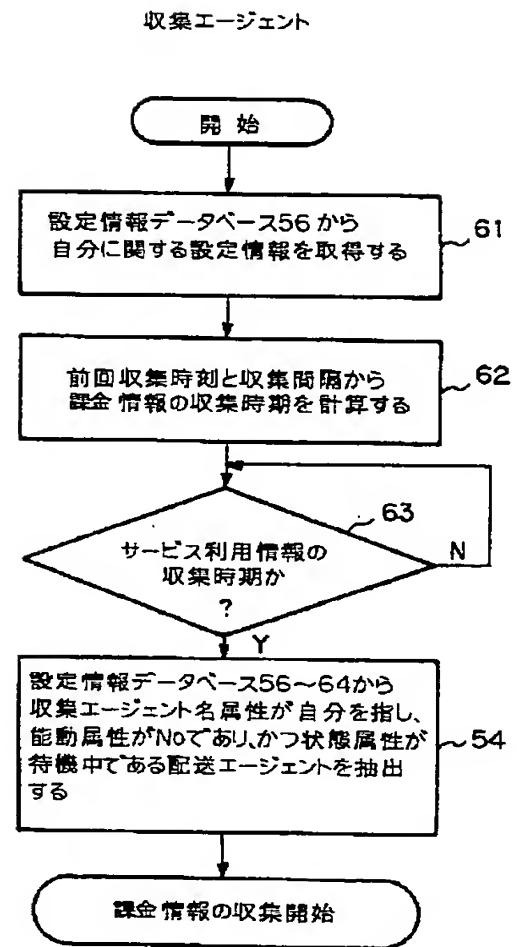 収集エージェント
開始
設定情報データベース56から
自分に関する設定情報を取得する
61
前回収集時刻と収集間隔から
課金情報の収集時期を計算する
62
63
サービス利用情報の
収集時期か
?
N
Y
設定情報データベース56~64から
収集エージェント名属性が自分を指し、
能動属性がNoであり、かつ状態属性が
待機中である配送エージェントを抽出
する
54
課金情報の収集開始